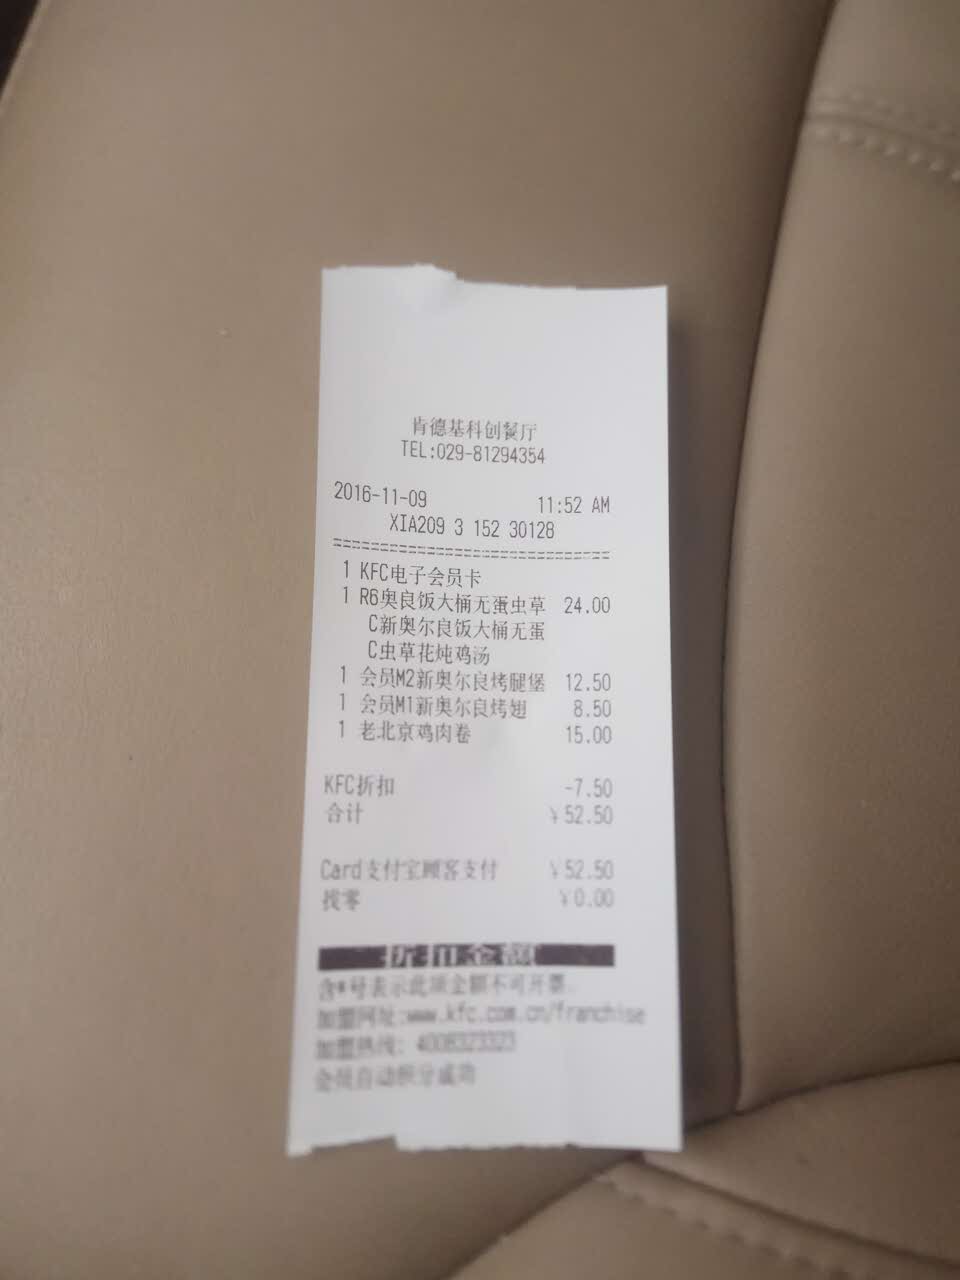 肯德基科创餐厅
TEL:029-81294354
2016-11-09 11:52 AM
XIA209 3 152 30128
==============================
1 KFC电子会员卡
1 R6奥良饭大桶无蛋虫草 24.00
C新奥尔良饭大桶无蛋
C虫草花炖鸡汤
1 会员M2新奥尔良烤腿堡 12.50
1 会员M1新奥尔良烤翅 8.50
1 老北京鸡肉卷 15.00
KFC折扣 -7.50
合计 ¥52.50
Card支付宝顾客支付 ¥52.50
找零 ¥0.00
折扣金额
含*号表示此项金额不可开票.
加盟网址:www.kfc.com.cn/franchise
加盟热线: 4008323323
会员自动积分成功